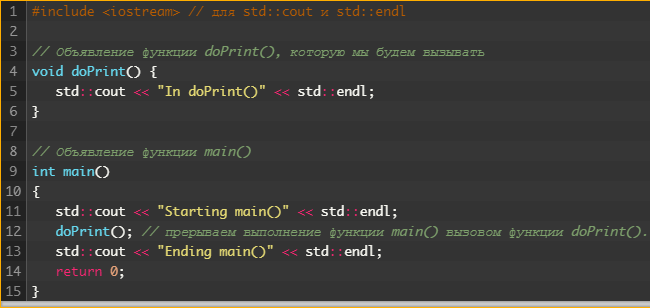 1 #include <iostream> // для std::cout и std::endl
2
3 // Объявление функции doPrint(), которую мы будем вызывать
4 void doPrint() {
5    std::cout << "In doPrint()" << std::endl;
6 }
7
8 // Объявление функции main()
9 int main()
10 {
11    std::cout << "Starting main()" << std::endl;
12    doPrint(); // прерываем выполнение функции main() вызовом функции doPrint().
13    std::cout << "Ending main()" << std::endl;
14    return 0;
15 }